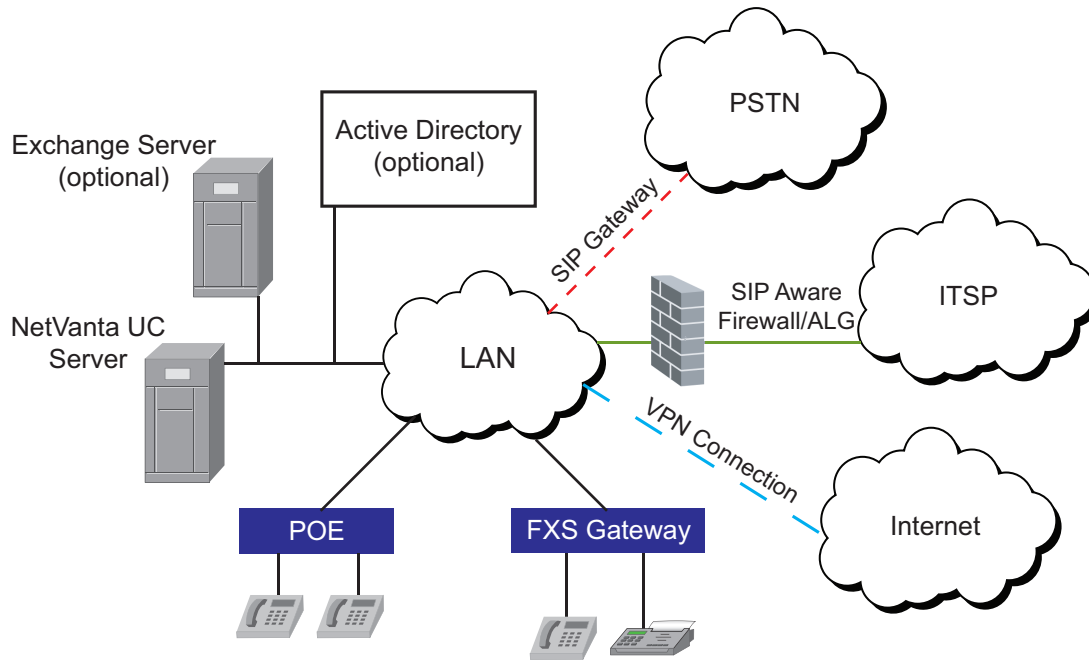 PSTN
Active Directory
(optional)
Exchange Server
(optional)
SIP Gateway
SIP Aware
Firewall/ALG
ITSP
NetVanta UC
Server
LAN
VPN Connection
POE
FXS Gateway
Internet